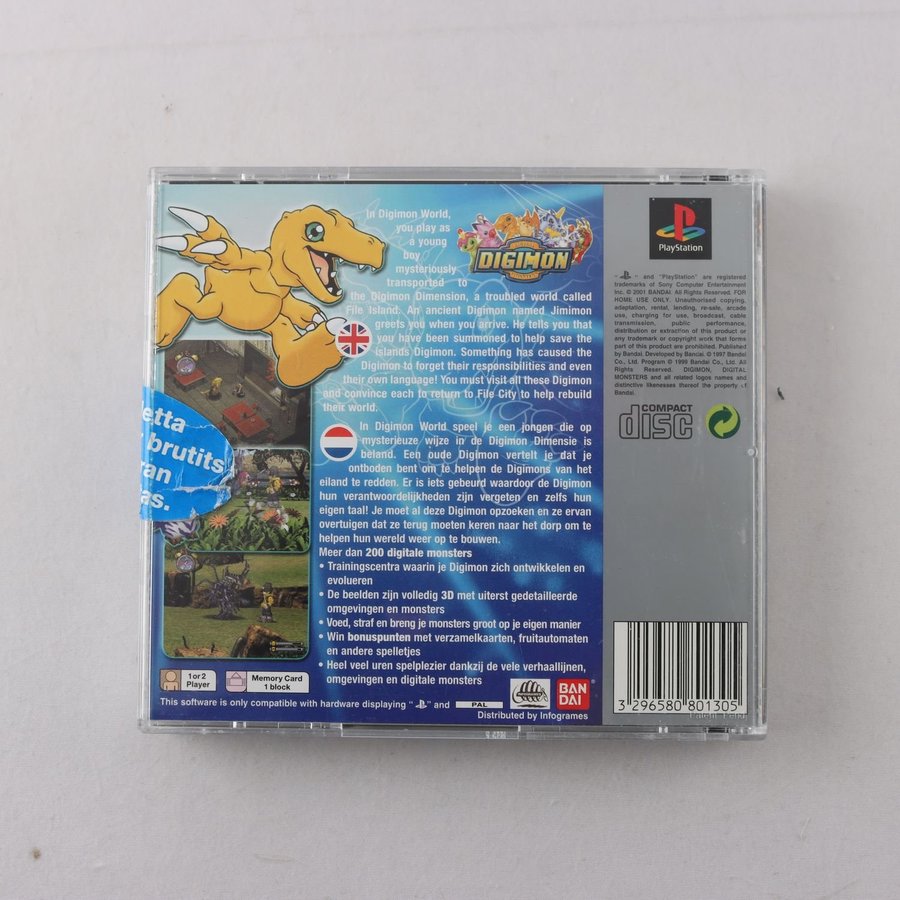 In Digimon World,
you play as
a young
boy
mysteriously
transported to
the Digimon Dimension, a troubled world called
File Island. An ancient Digimon named Jimimon
greets you when you arrive. He tells you that
you have been summoned to help save the
Islands Digimon. Something has caused the
Digimon to forget their responsibilities and even
their own language! You must visit all these Digimon
and convince each to return to File City to help rebuild
their world.
DIGIMON
In Digimon World speel je een jongen die op
mysterieuze wijze in de Digimon Dimensie is
beland. Een oude Digimon vertelt je dat je
ontboden bent om te helpen de Digimons van het
eiland te redden. Er is iets gebeurd waardoor de Digimon
hun verantwoordelijkheden zijn vergeten en zelfs hun
eigen taal! Je moet al deze Digimon opzoeken en ze ervan
overtuigen dat ze terug moeten keren naar het dorp om te
helpen hun wereld weer op te bouwen.
Meer dan 200 digitale monsters
• Trainingscentra waarin je Digimon zich ontwikkelen en
evolueren
• De beelden zijn volledig 3D met uiterst gedetailleerde
omgevingen en monsters
• Voed, straf en breng je monsters groot op je eigen manier
• Win bonuspunten met verzamelkaarten, fruitautomaten
en andere spelletjes
• Heel veel uren spelplezier dankzij de vele verhaallijnen,
omgevingen en digitale monsters
etta
brutits
ran
as.
1 or 2
Player
Memory Card
1 block
This software is only compatible with hardware displaying " " and PAL
BAN
DAI
Distributed by Infogrames
PlayStation
" " and "PlayStation" are registered
trademarks of Sony Computer Entertainment
Inc. © 2001 BANDAI. All Rights Reserved. FOR
HOME USE ONLY. Unauthorised copying,
adaptation, rental, lending, re-sale, arcade
use, charging for use, broadcast, cable
transmission, public performance,
distribution or extraction of this product or
any trademark or copyright work that forms
part of this product are prohibited. Published
by Bandai. Developed by Bandai. © 1997 Bandai
Co., Ltd. Program © 1999 Bandai Co., Ltd. All
Rights Reserved. DIGIMON, DIGITAL
MONSTERS and all related logos names and
distinctive likenesses thereof the property of
Bandai.
COMPACT
disc
3 296580 801305
Patent Pend.